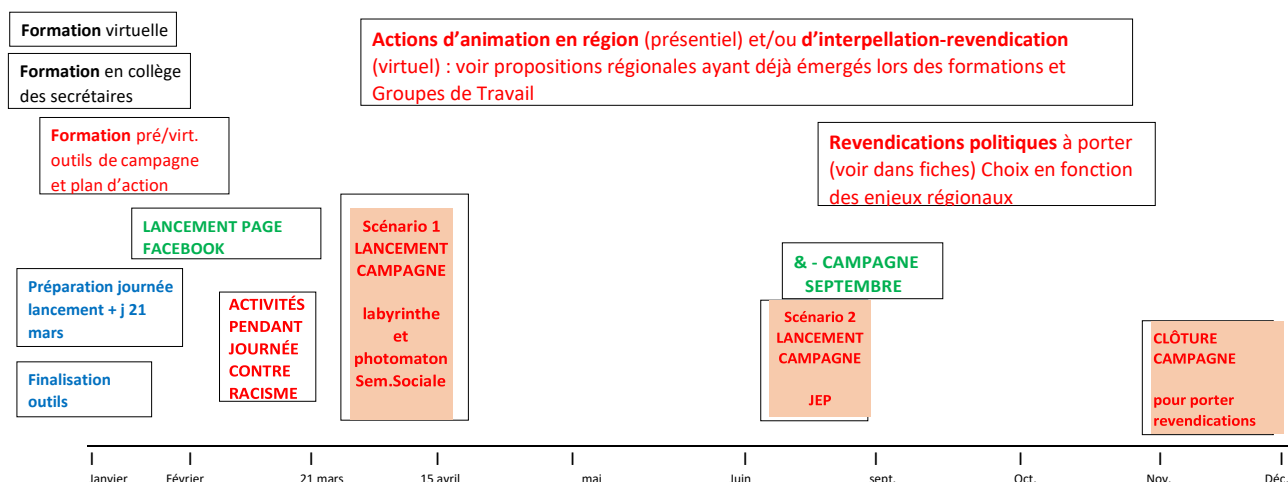 Formation virtuelle
Formation en collège
des secrétaires
Formation pré/virt.
outils de campagne
et plan d'action
Actions d'animation en région (présentiel) et/ou d'interpellation-revendication
(virtuel) : voir propositions régionales ayant déjà émergés lors des formations et
Groupes de Travail
Revendications politiques à porter
(voir dans fiches) Choix en fonction
des enjeux régionaux
LANCEMENT PAGE
FACEBOOK
Préparation journée
lancement + j 21
mars
Finalisation
outils
ACTIVITÉS
PENDANT
JOURNÉE
CONTRE
RACISME
Scénario 1
LANCEMENT
CAMPAGNE
labyrinthe
et
photomaton
Sem.Sociale
& - CAMPAGNE
SEPTEMBRE
Scénario 2
LANCEMENT
CAMPAGNE
JEP
CLÔTURE
CAMPAGNE
pour porter
revendications
Janvier Février 21 mars 15 avril mai Juin sept. Oct. Nov. Déc